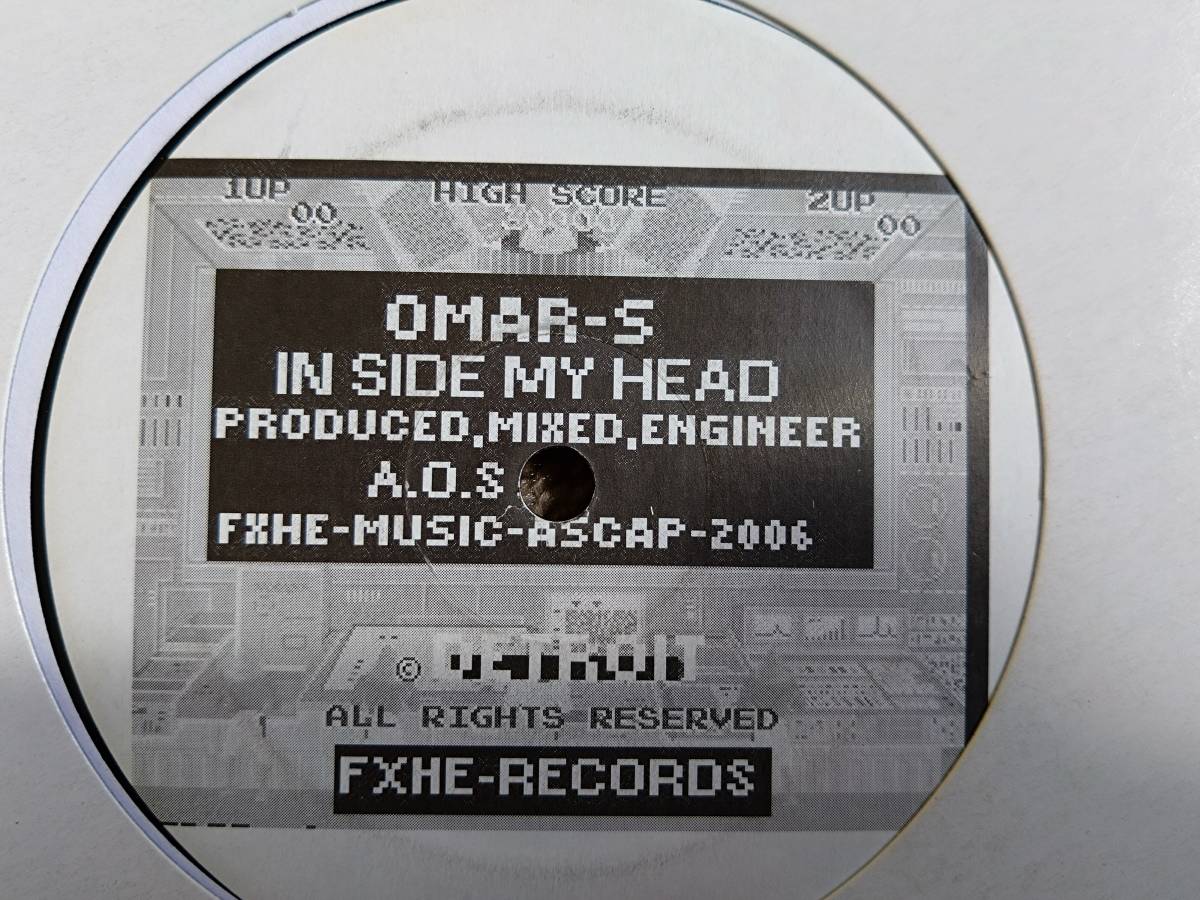 1UP HIGH SCORE 2UP
00 00
OMAR-S
IN SIDE MY HEAD
PRODUCED,MIXED,ENGINEER
A.O.S
FXHE-MUSIC-ASCAP-2006
© DETROIT
ALL RIGHTS RESERVED
FXHE-RECORDS